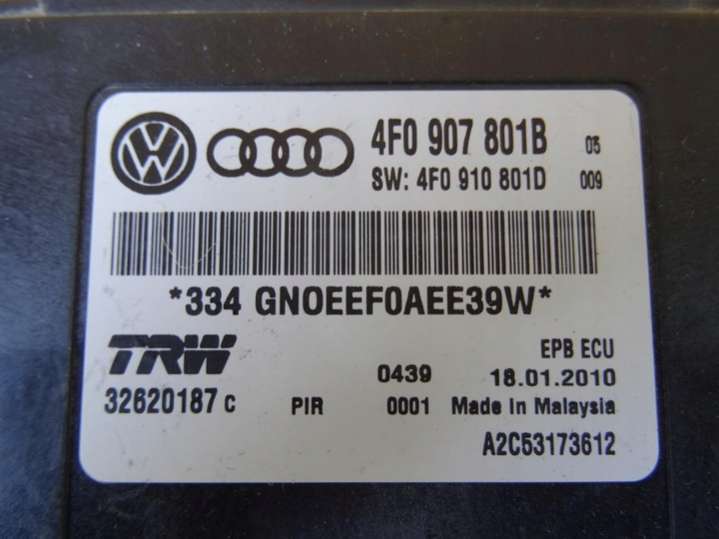 4F0 907 801B 05
SW: 4F0 910 801D 009
*334 GN0EEF0AEE39W*
TRW EPB ECU
0439 18.01.2010
32620187 C PIR 0001 Made In Malaysia
A2C53173612